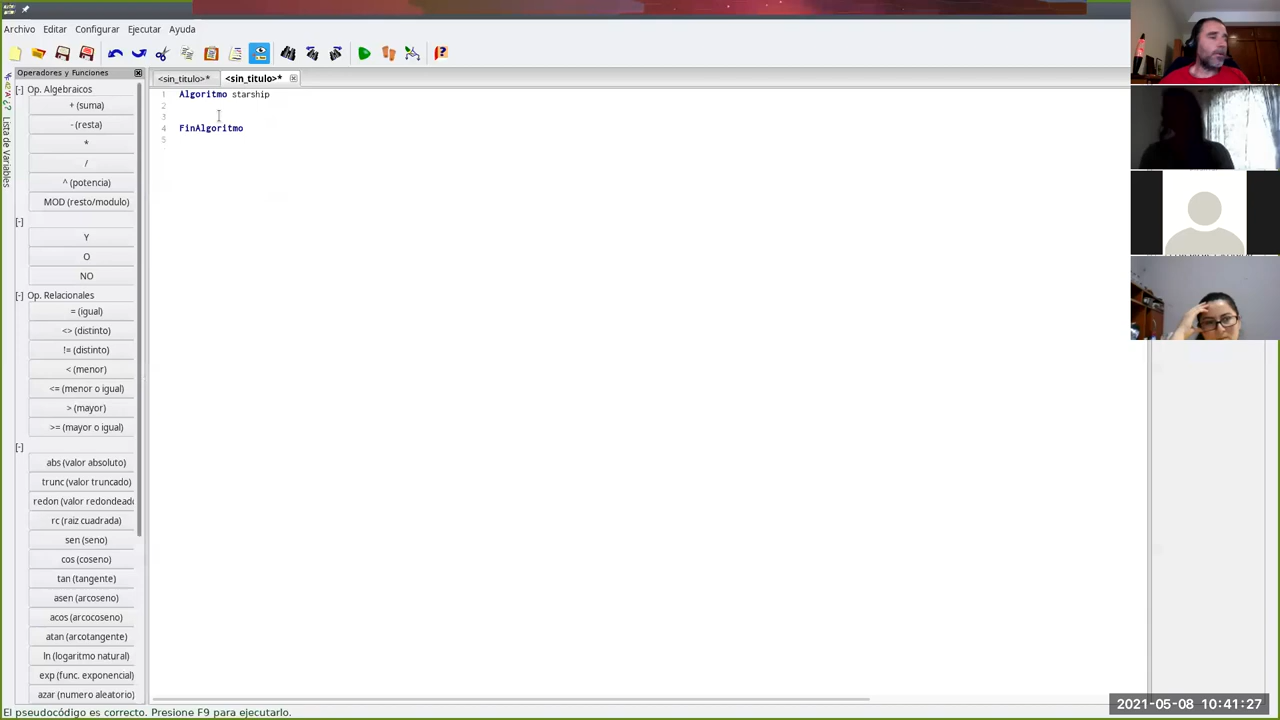 Archivo Editar Configurar Ejecutar Ayuda
Operadores y Funciones
<sin_titulo>* <sin_titulo>*
[-] Op. Algebraicos
+ (suma)
- (resta)
*
/
^ (potencia)
MOD (resto/modulo)
[-]
Y
O
NO
[-] Op. Relacionales
= (igual)
<> (distinto)
!= (distinto)
< (menor)
<= (menor o igual)
> (mayor)
>= (mayor o igual)
[-]
abs (valor absoluto)
trunc (valor truncado)
redon (valor redondead
rc (raiz cuadrada)
sen (seno)
cos (coseno)
tan (tangente)
asen (arcoseno)
acos (arcocoseno)
atan (arcotangente)
ln (logaritmo natural)
exp (func. exponencial)
azar (numero aleatorio)
Lista de Variables
1 Algoritmo starship
2
3
4 FinAlgoritmo
5
El pseudocódigo es correcto. Presione F9 para ejecutarlo.
2021-05-08 10:41:27